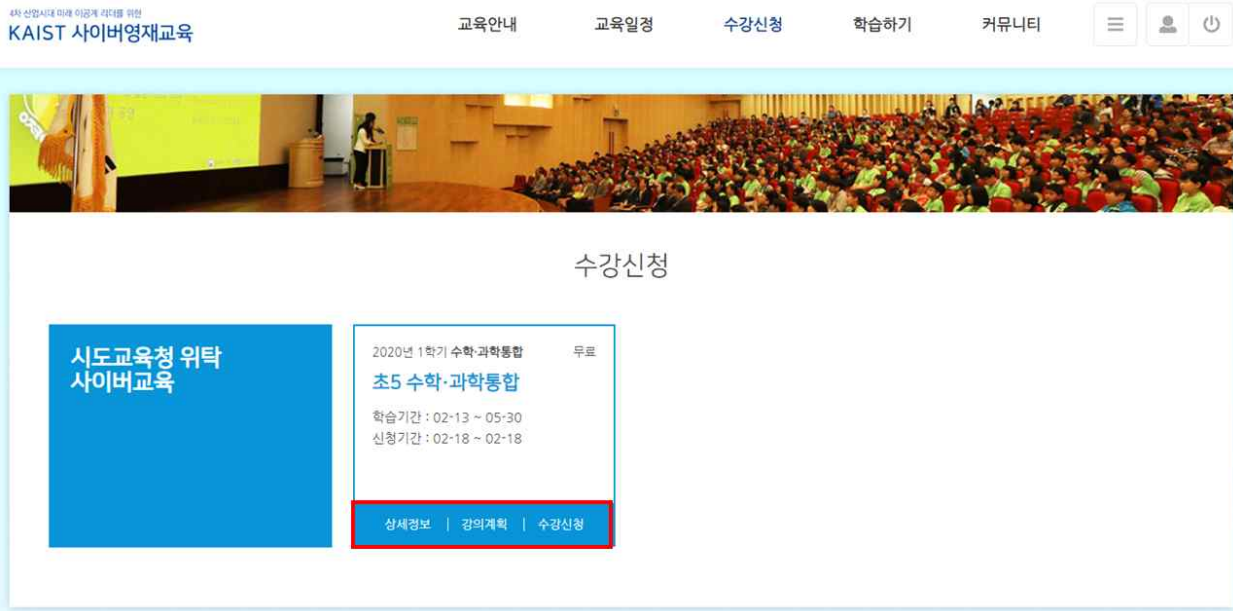 4차 산업시대 미래 이공계 리더를 위한
KAIST 사이버영재교육
교육안내
교육일정
수강신청
학습하기
커뮤니티
수강신청
시도교육청 위탁
사이버교육
2020년 1학기 수학·과학통합 무료
초5 수학·과학통합
학습기간 : 02-13 ~ 05-30
신청기간 : 02-18 ~ 02-18
상세정보 | 강의계획 | 수강신청